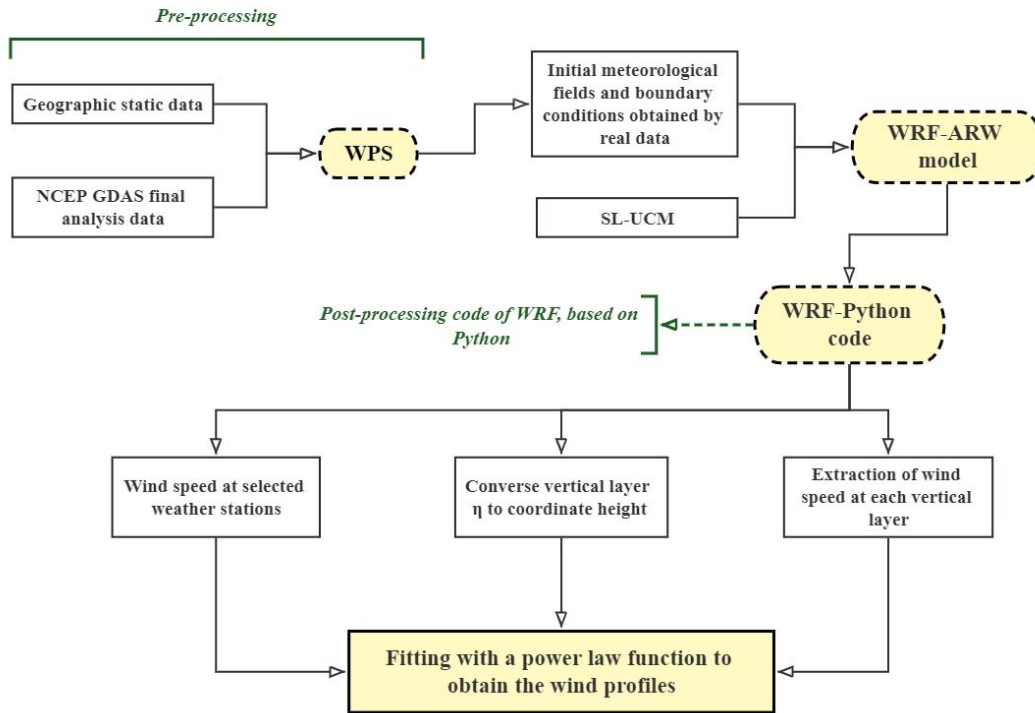 Pre-processing
Geographic static data
NCEP GDAS final
analysis data
WPS
Initial meteorological
fields and boundary
conditions obtained by
real data
SL-UCM
WRF-ARW
model
WRF-Python
code
Post-processing code of WRF, based on
Python
Wind speed at selected
weather stations
Converse vertical layer
η to coordinate height
Extraction of wind
speed at each vertical
layer
Fitting with a power law function to
obtain the wind profiles